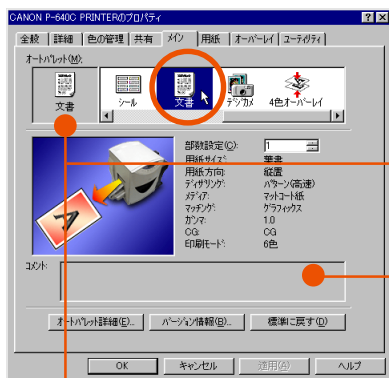 CANON P-640C PRINTERのプロパティ
全般 詳細 色の管理 共有 メイン 用紙 オーバーレイ ユーティリティ
オートパレット(M):
文書 シール 文書 デジカメ 4色オーバーレイ
部数設定(C): 1
用紙サイズ: 葉書
用紙方向: 縦置
ディザリング: パターン(高速)
メディア: マットコート紙
マッチング: グラフィックス
ガンマ: 1.0
CG: CG
印刷モード: 6色
コメント:
オートパレット詳細(E)... バージョン情報(B)... 標準に戻す(D)
OK キャンセル 適用(A) ヘルプ